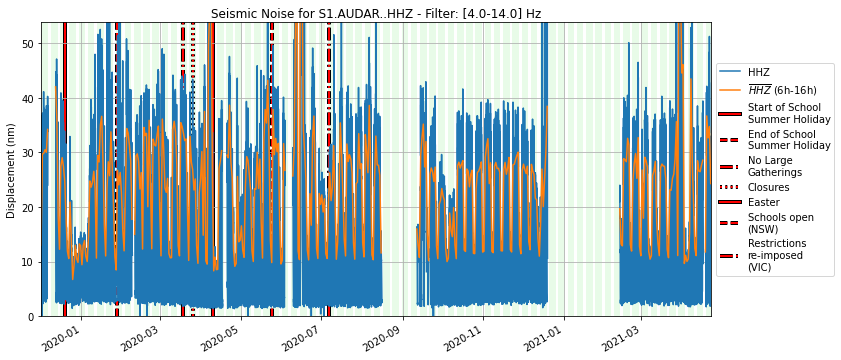 Seismic Noise for S1.AUDAR..HHZ - Filter: [4.0-14.0] Hz
Displacement (nm)
50
40
30
20
10
0
2020-01
2020-03
2020-05
2020-07
2020-09
2020-11
2021-01
2021-03
HHZ
HHZ (6h-16h)
Start of School
Summer Holiday
End of School
Summer Holiday
No Large
Gatherings
Closures
Easter
Schools open
(NSW)
Restrictions
re-imposed
(VIC)